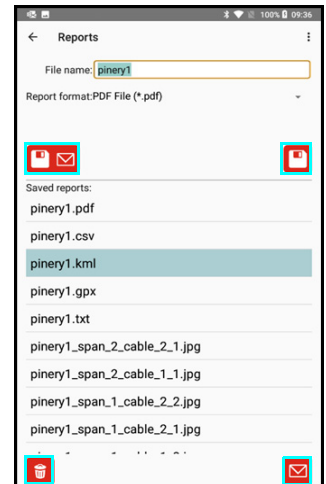 100% 09:36
Reports
File name: pinery1
Report format:PDF File (*.pdf)
Saved reports:
pinery1.pdf
pinery1.csv
pinery1.kml
pinery1.gpx
pinery1.txt
pinery1_span_2_cable_2_1.jpg
pinery1_span_2_cable_1_1.jpg
pinery1_span_1_cable_2_2.jpg
pinery1_span_1_cable_2_1.jpg